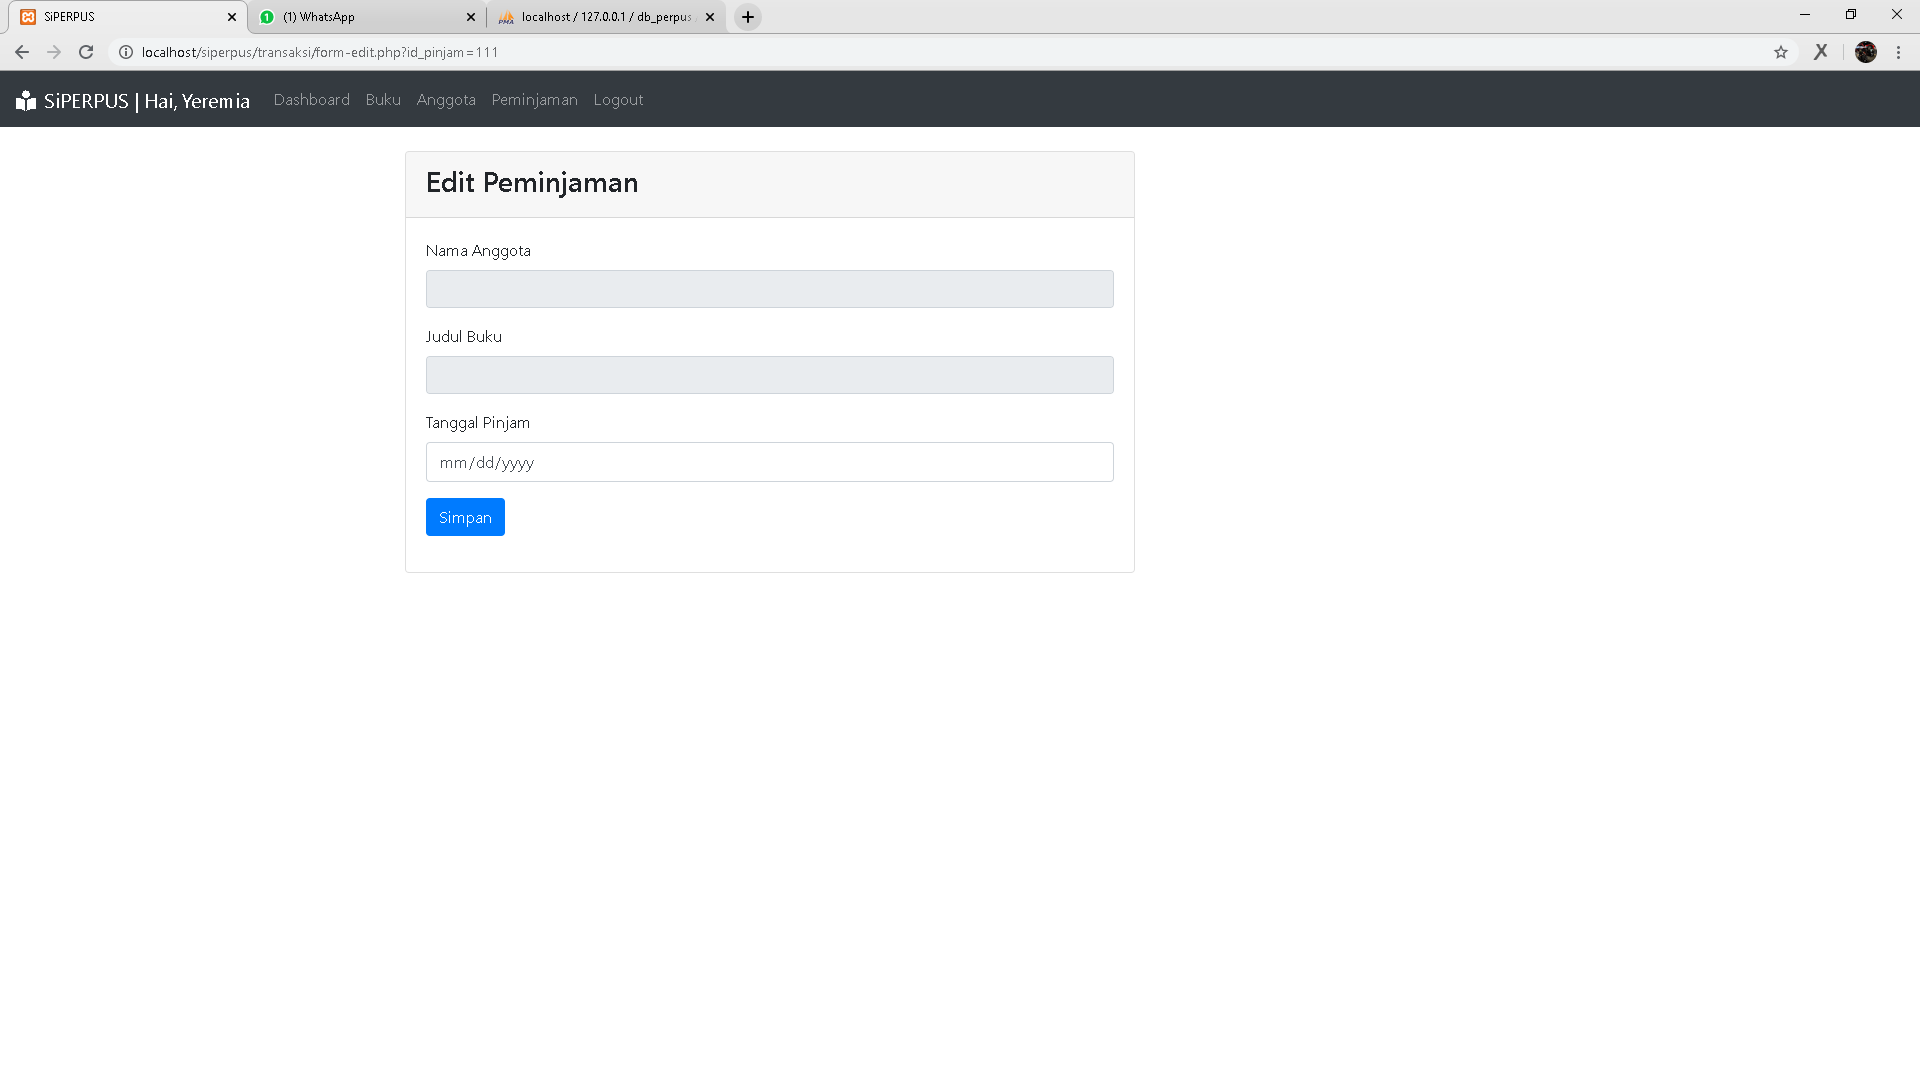 SiPERPUS
(1) WhatsApp
localhost / 127.0.0.1 / db_perpus
localhost/siperpus/transaksi/form-edit.php?id_pinjam=111
SiPERPUS | Hai, Yeremia Dashboard Buku Anggota Peminjaman Logout
Edit Peminjaman
Nama Anggota
Judul Buku
Tanggal Pinjam
mm/dd/yyyy
Simpan